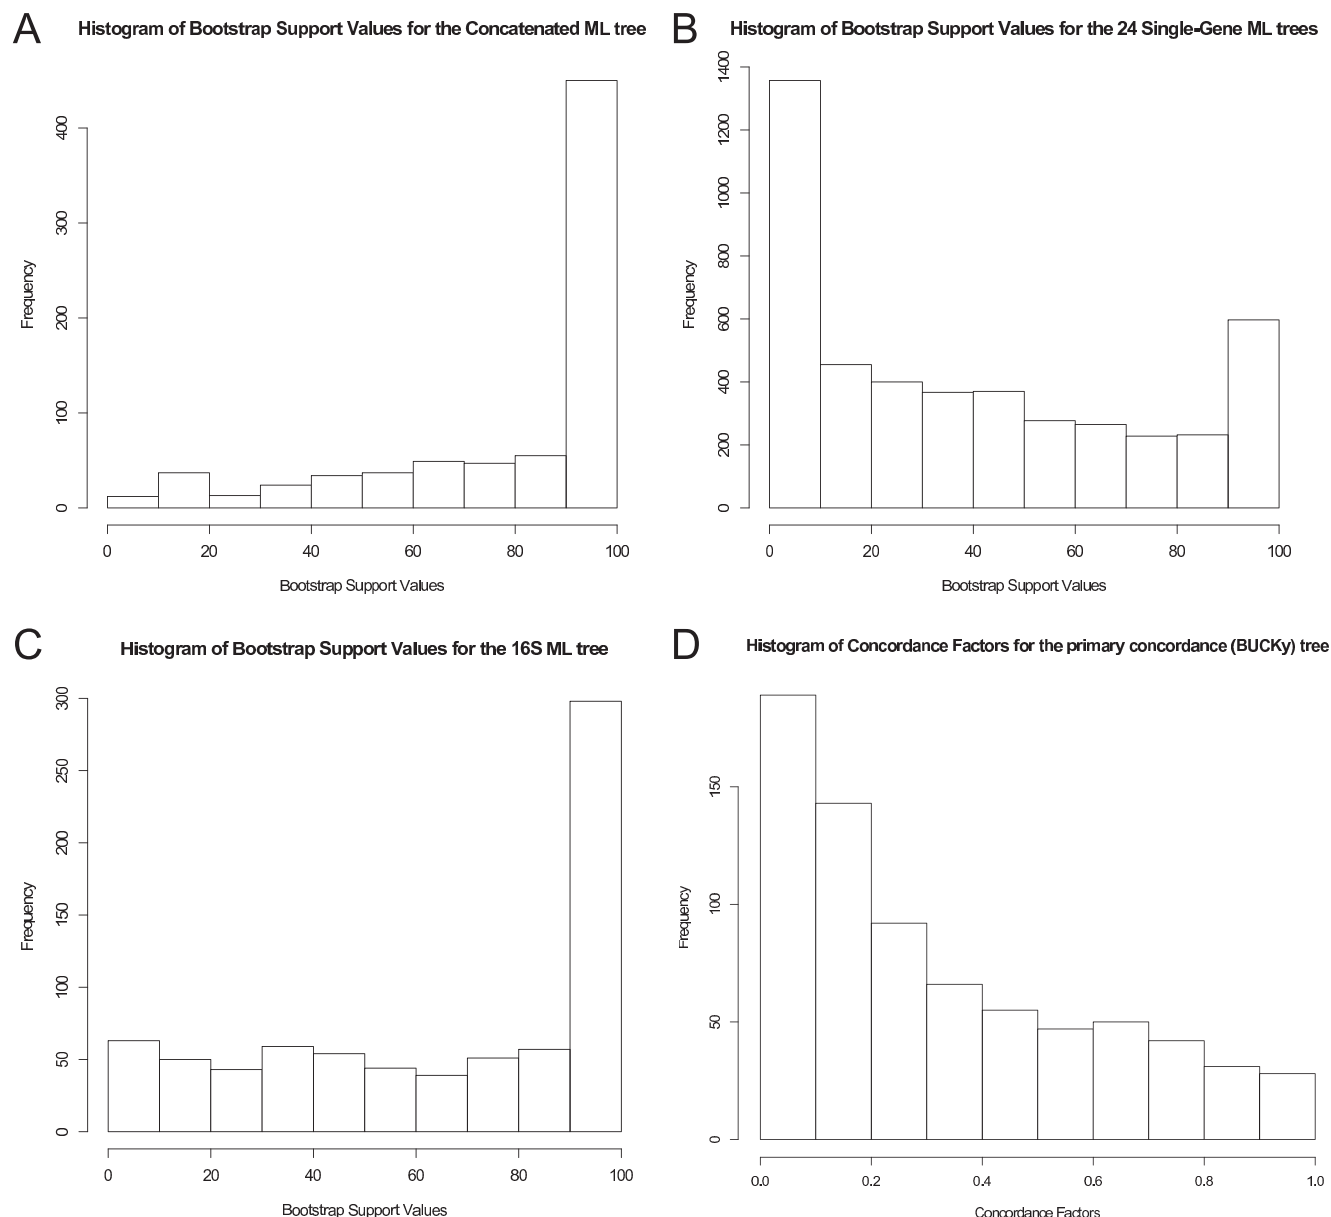 A
Histogram of Bootstrap Support Values for the Concatenated ML tree
Frequency
0
100
200
300
400
0 20 40 60 80 100
Bootstrap Support Values
B
Histogram of Bootstrap Support Values for the 24 Single-Gene ML trees
Frequency
0
200
400
600
800
1000
1200
1400
0 20 40 60 80 100
Bootstrap Support Values
C
Histogram of Bootstrap Support Values for the 16S ML tree
Frequency
0
50
100
150
200
250
300
0 20 40 60 80 100
Bootstrap Support Values
D
Histogram of Concordance Factors for the primary concordance (BUCKy) tree
Frequency
0
50
100
150
0.0 0.2 0.4 0.6 0.8 1.0
Concordance Factors